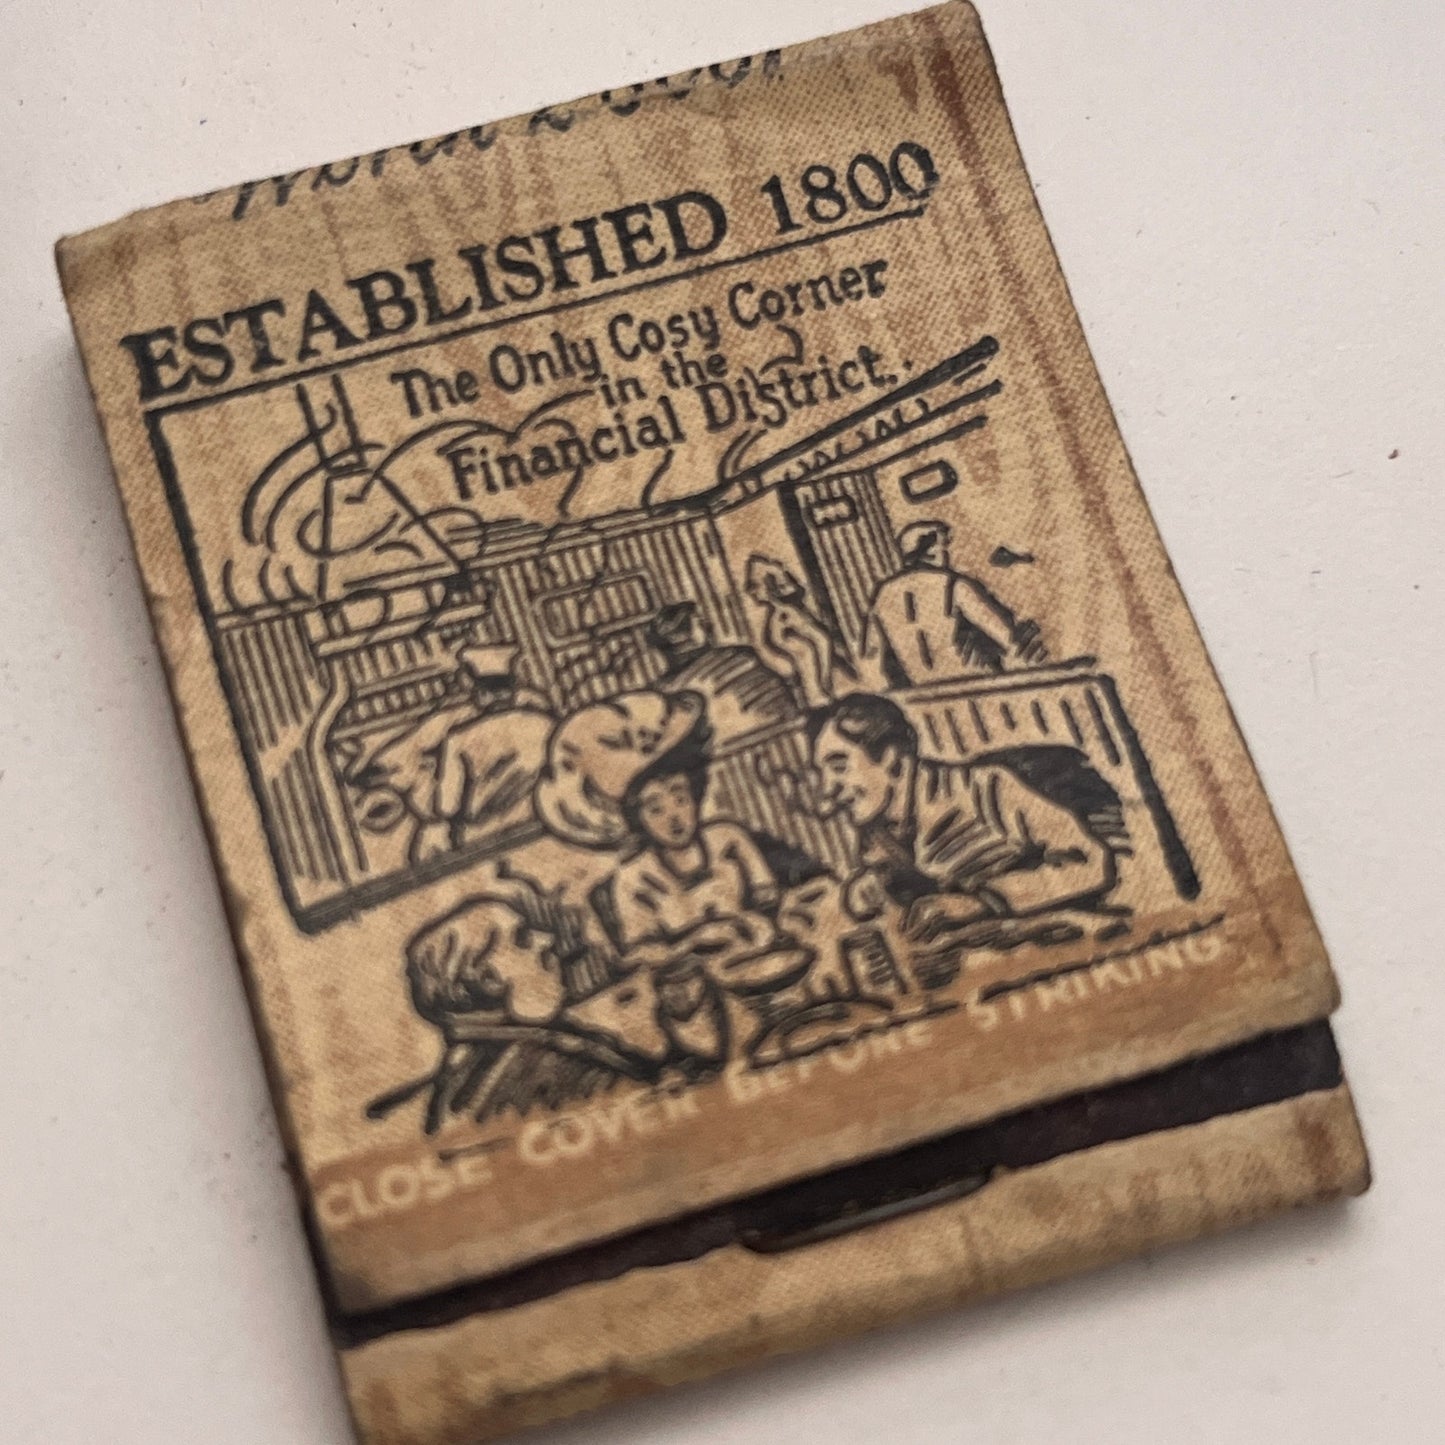 ESTABLISHED 1800
The Only Cosy Corner
in the
Financial District.
CLOSE COVER BEFORE STRIKING